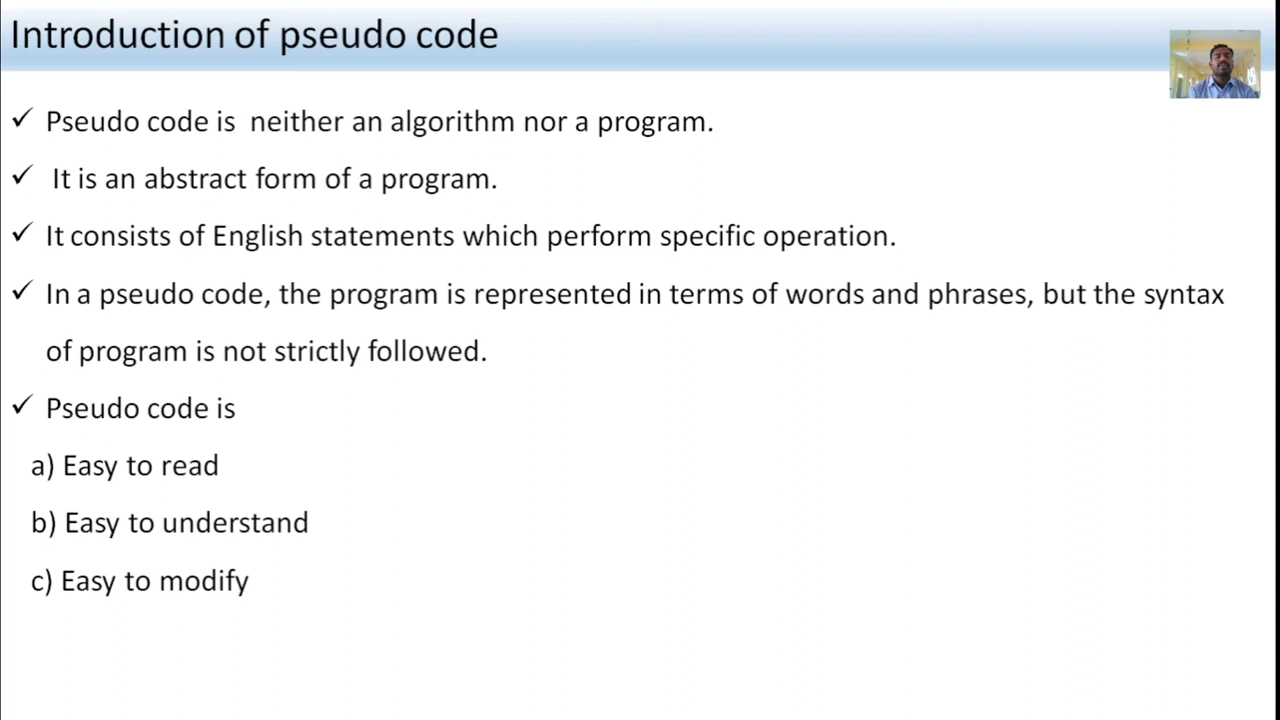 Introduction of pseudo code
✓ Pseudo code is neither an algorithm nor a program.
✓ It is an abstract form of a program.
✓ It consists of English statements which perform specific operation.
✓ In a pseudo code, the program is represented in terms of words and phrases, but the syntax
of program is not strictly followed.
✓ Pseudo code is
a) Easy to read
b) Easy to understand
c) Easy to modify